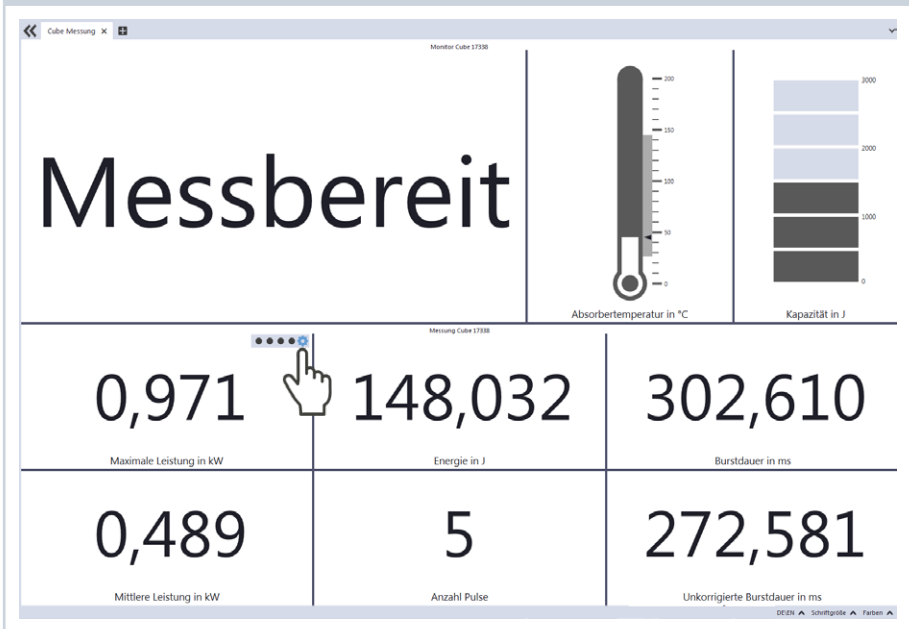 Cube Messung
Monitor Cube 17338
Messbereit
200
150
100
50
0
Absorbertemperatur in °C
3000
2000
1000
0
Kapazität in J
Messung Cube 17338
0,971
Maximale Leistung in kW
148,032
Energie in J
302,610
Burstdauer in ms
0,489
Mittlere Leistung in kW
5
Anzahl Pulse
272,581
Unkorrigierte Burstdauer in ms
DE\EN Schriftgröße Farben